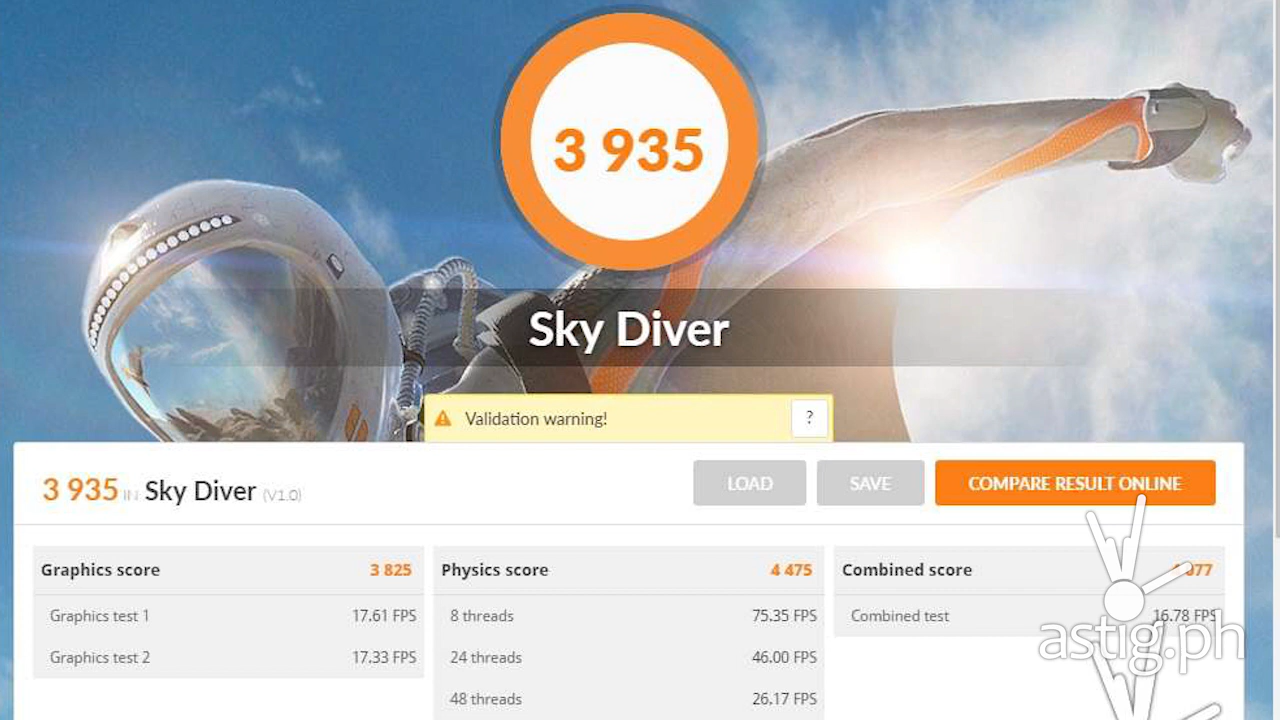 3 935
Sky Diver
Validation warning!
?
3 935 IN Sky Diver (V1.0)
LOAD
SAVE
COMPARE RESULT ONLINE
Graphics score 3 825
Graphics test 1 17.61 FPS
Graphics test 2 17.33 FPS
Physics score 4 475
8 threads 75.35 FPS
24 threads 46.00 FPS
48 threads 26.17 FPS
Combined score
Combined test 16.78 FPS
astig.ph